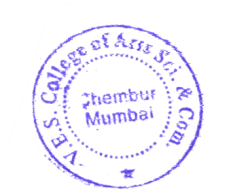 V.E.S. College of Arts Sci. & Com.
Chembur
Mumbai